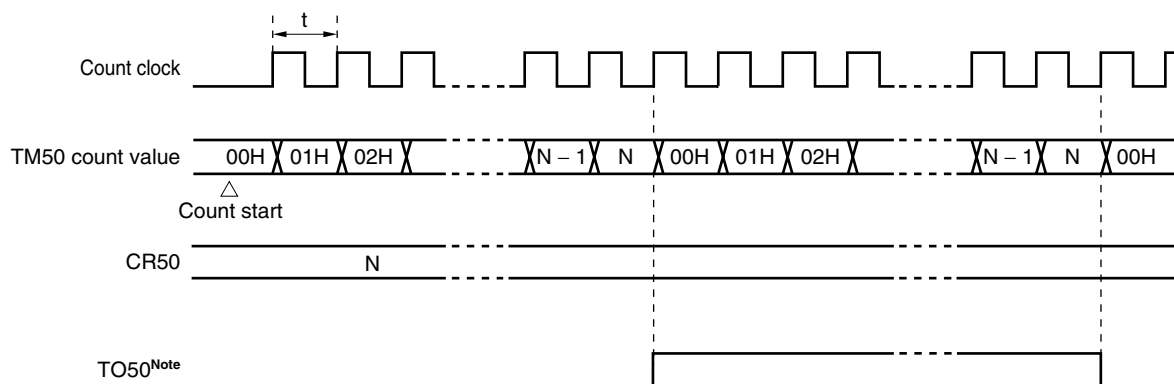 t
Count clock
TM50 count value 00H 01H 02H N − 1 N 00H 01H 02H N − 1 N 00H
Count start
CR50 N
TO50Note